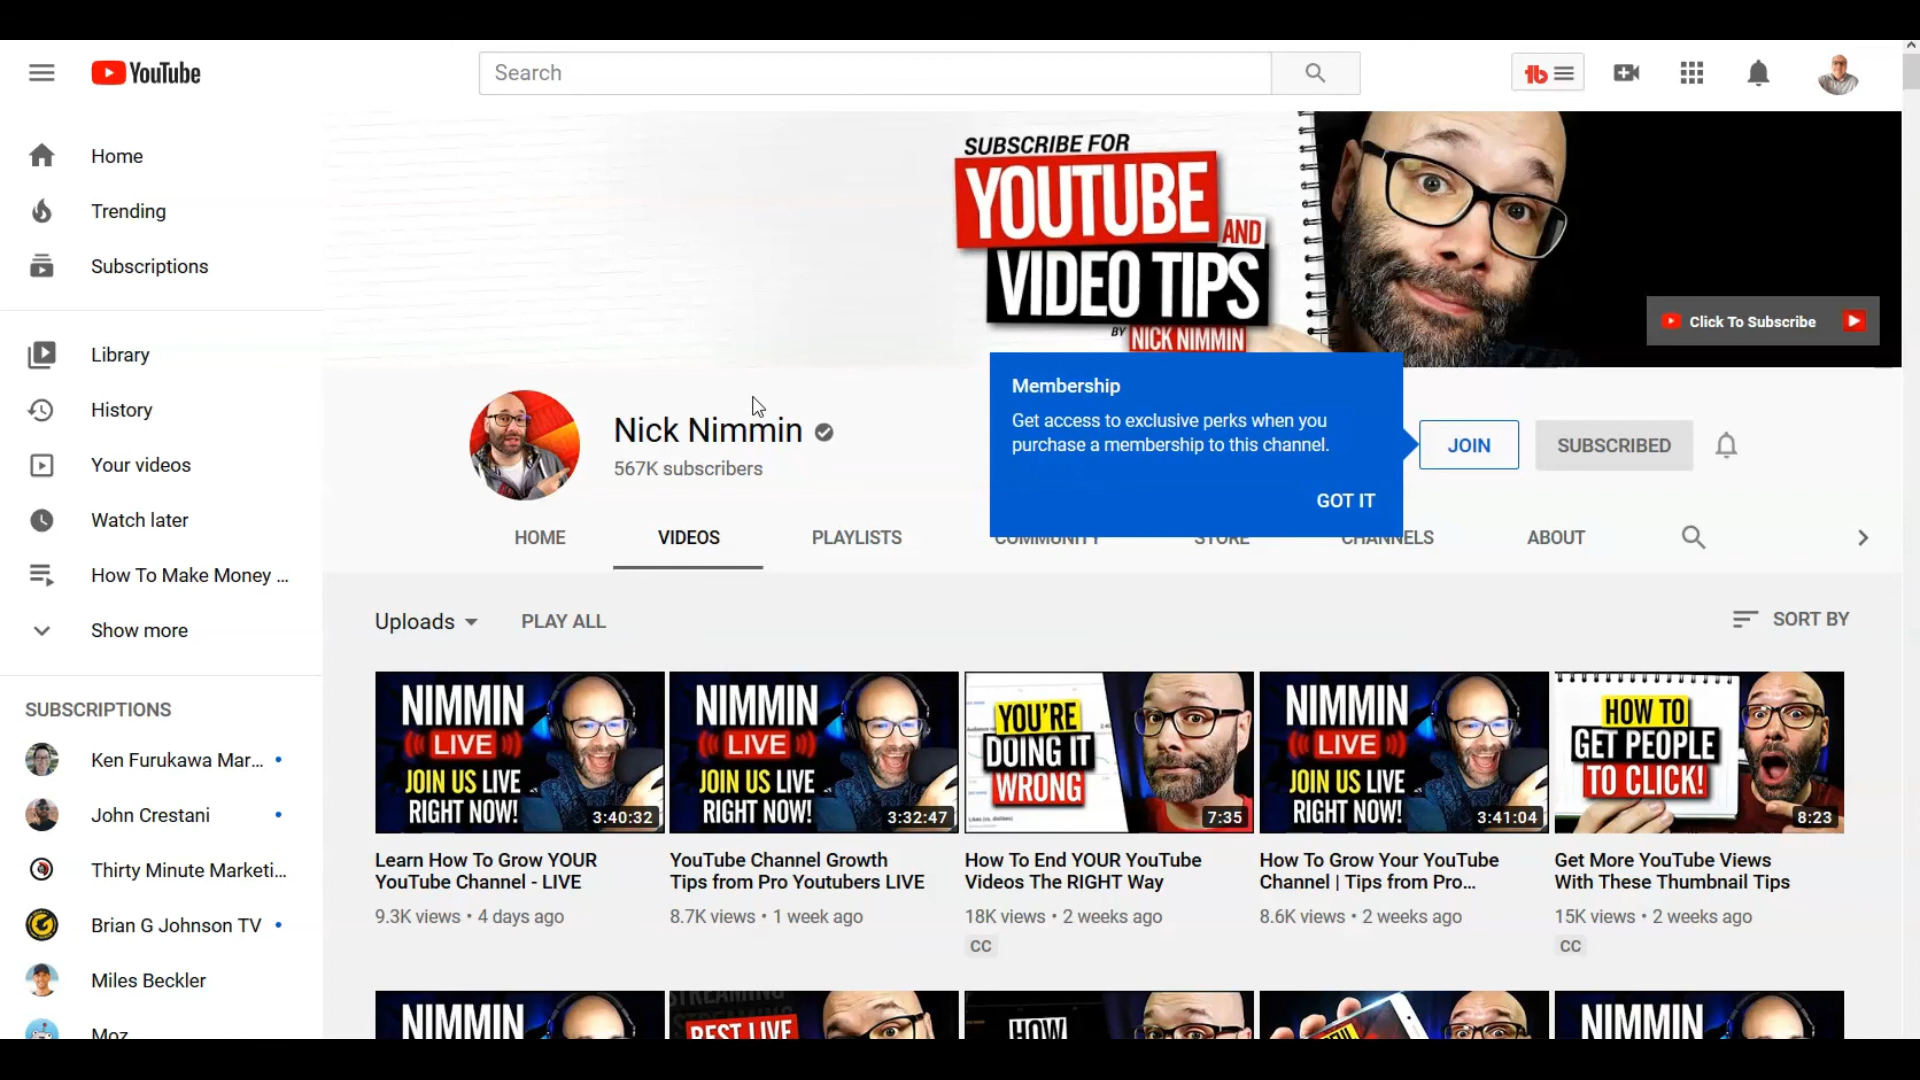 YouTube
Search
tb
Home
Trending
Subscriptions
Library
History
Your videos
Watch later
How To Make Money ...
Show more
SUBSCRIPTIONS
Ken Furukawa Mar...
John Crestani
Thirty Minute Marketi...
Brian G Johnson TV
Miles Beckler
Moz
SUBSCRIBE FOR
YOUTUBE
AND
VIDEO TIPS
BY NICK NIMMIN
Click To Subscribe
Nick Nimmin
567K subscribers
Membership
Get access to exclusive perks when you
purchase a membership to this channel.
GOT IT
JOIN
SUBSCRIBED
HOME
VIDEOS
PLAYLISTS
COMMUNITY
STORE
CHANNELS
ABOUT
Uploads
PLAY ALL
SORT BY
NIMMIN
LIVE
JOIN US LIVE
RIGHT NOW!
3:40:32
Learn How To Grow YOUR
YouTube Channel - LIVE
9.3K views • 4 days ago
NIMMIN
LIVE
JOIN US LIVE
RIGHT NOW!
3:32:47
YouTube Channel Growth
Tips from Pro Youtubers LIVE
8.7K views • 1 week ago
YOU'RE
DOING IT
WRONG
7:35
How To End YOUR YouTube
Videos The RIGHT Way
18K views • 2 weeks ago
CC
NIMMIN
LIVE
JOIN US LIVE
RIGHT NOW!
3:41:04
How To Grow Your YouTube
Channel | Tips from Pro...
8.6K views • 2 weeks ago
HOW TO
GET PEOPLE
TO CLICK!
8:23
Get More YouTube Views
With These Thumbnail Tips
15K views • 2 weeks ago
CC
NIMMIN
STREAMING
BEST LIVE
HOW
NIMMIN